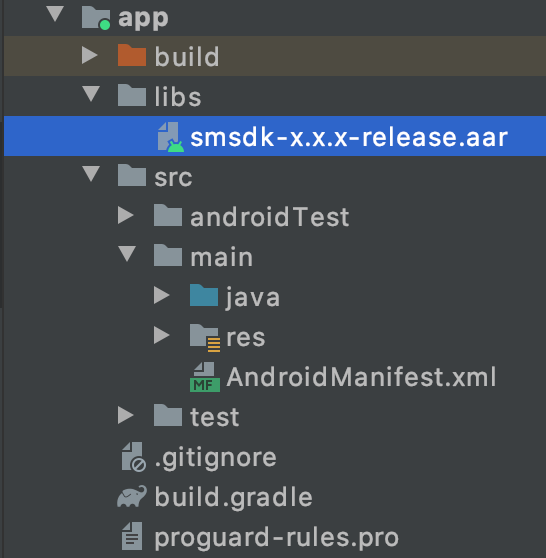 app
build
libs
smsdk-x.x.x-release.aar
src
androidTest
main
java
res
MF AndroidManifest.xml
test
.gitignore
build.gradle
proguard-rules.pro